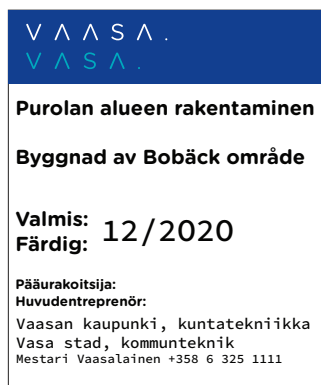 VAASA.
VASA.
Purolan alueen rakentaminen
Byggnad av Bobäck område
Valmis:
Färdig: 12/2020
Pääurakoitsija:
Huvudentreprenör:
Vaasan kaupunki, kuntatekniikka
Vasa stad, kommunteknik
Mestari Vaasalainen +358 6 325 1111